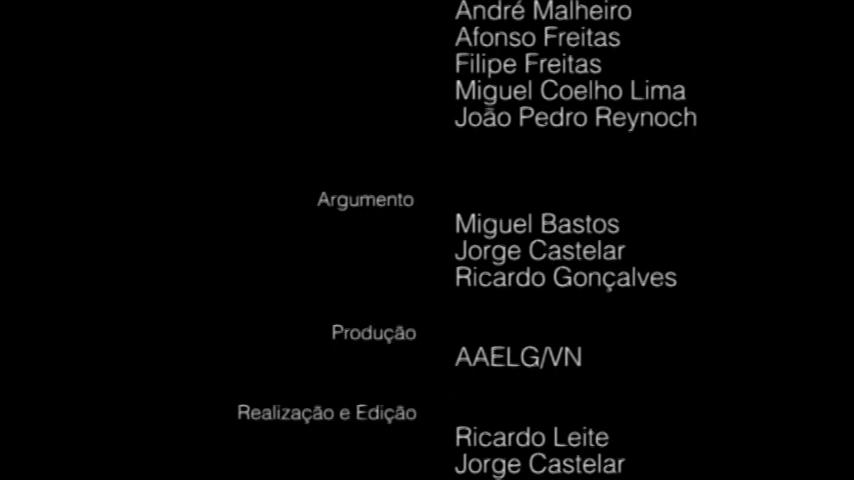 André Malheiro
Afonso Freitas
Filipe Freitas
Miguel Coelho Lima
João Pedro Reynoch
Argumento
Miguel Bastos
Jorge Castelar
Ricardo Gonçalves
Produção
AAELG/VN
Realização e Edição
Ricardo Leite
Jorge Castelar